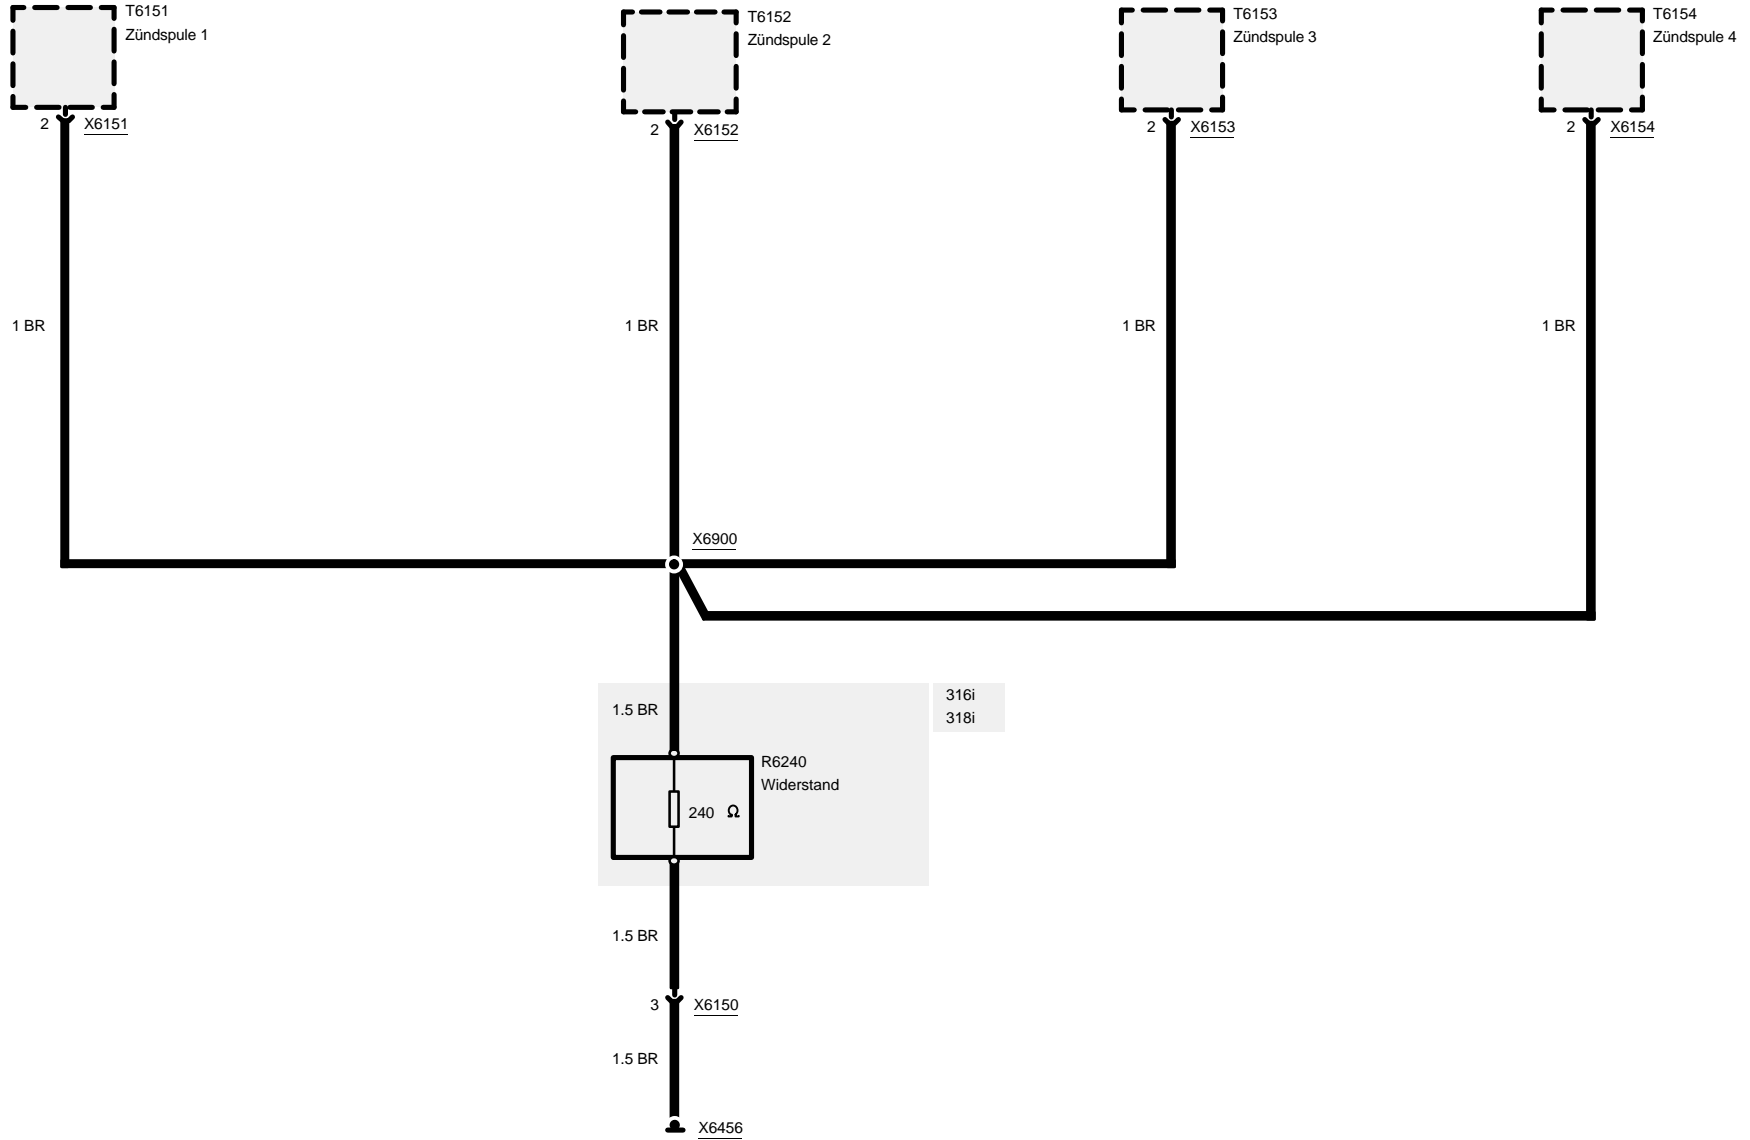 T6151
Zündspule 1
T6152
Zündspule 2
T6153
Zündspule 3
T6154
Zündspule 4
2
X6151
2
X6152
2
X6153
2
X6154
1 BR
1 BR
1 BR
1 BR
X6900
316i
318i
1.5 BR
R6240
Widerstand
240 Ω
1.5 BR
3
X6150
1.5 BR
X6456